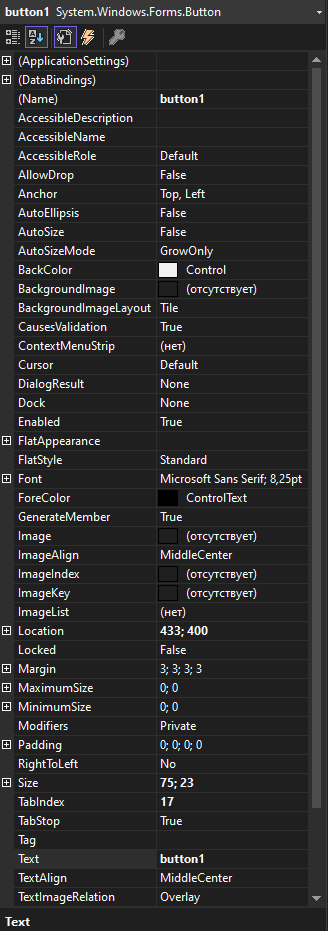 button1 System.Windows.Forms.Button
(ApplicationSettings)
(DataBindings)
(Name) button1
AccessibleDescription
AccessibleName
AccessibleRole Default
AllowDrop False
Anchor Top, Left
AutoEllipsis False
AutoSize False
AutoSizeMode GrowOnly
BackColor Control
BackgroundImage (отсутствует)
BackgroundImageLayout Tile
CausesValidation True
ContextMenuStrip (нет)
Cursor Default
DialogResult None
Dock None
Enabled True
FlatAppearance
FlatStyle Standard
Font Microsoft Sans Serif; 8,25pt
ForeColor ControlText
GenerateMember True
Image (отсутствует)
ImageAlign MiddleCenter
ImageIndex (отсутствует)
ImageKey (отсутствует)
ImageList (нет)
Location 433; 400
Locked False
Margin 3; 3; 3; 3
MaximumSize 0; 0
MinimumSize 0; 0
Modifiers Private
Padding 0; 0; 0; 0
RightToLeft No
Size 75; 23
TabIndex 17
TabStop True
Tag
Text button1
TextAlign MiddleCenter
TextImageRelation Overlay
Text